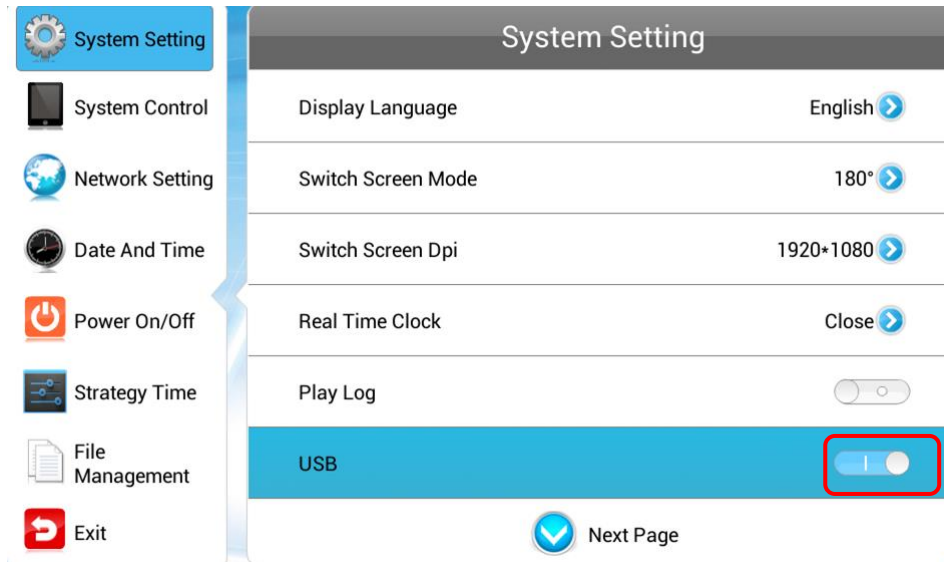 System Setting
System Control
Network Setting
Date And Time
Power On/Off
Strategy Time
File
Management
Exit
System Setting
Display Language English
Switch Screen Mode 180°
Switch Screen Dpi 1920*1080
Real Time Clock Close
Play Log
USB
Next Page